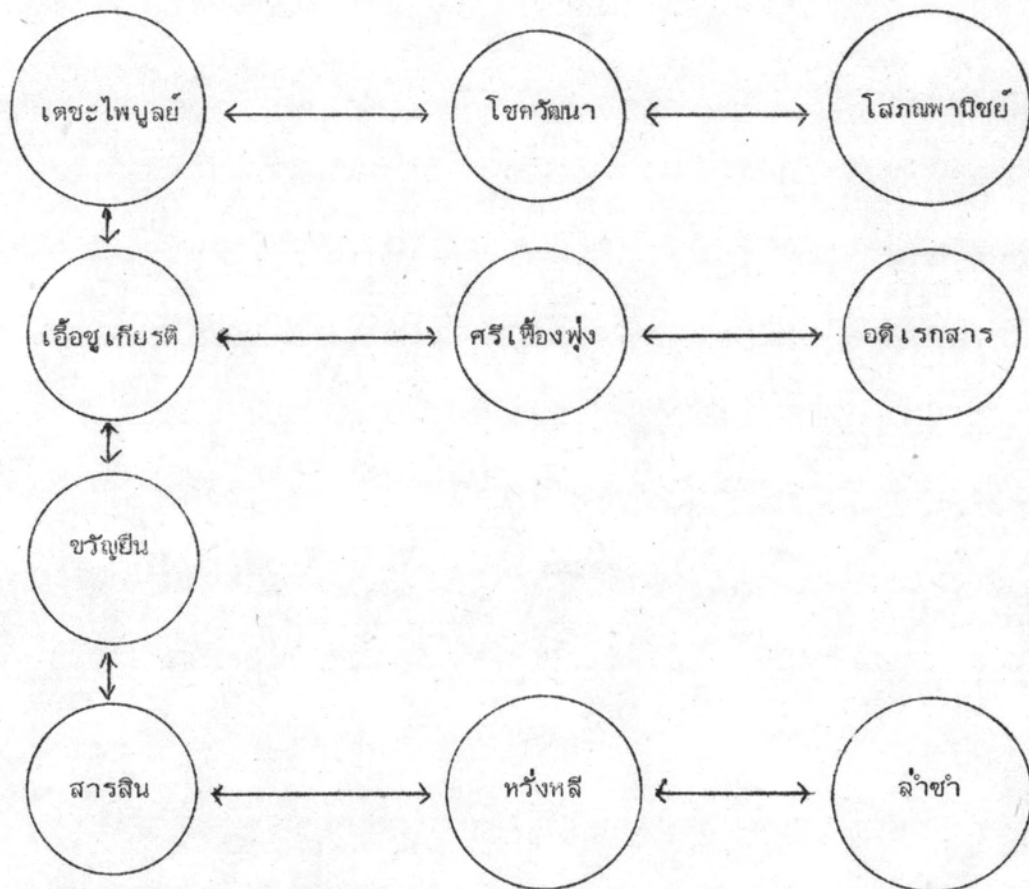 เตชะไพบูลย์
โชควัฒนา
โสภณพานิชย์
เอื้อชูเกียรติ
ศรีเฟื่องฟุ้ง
อดิเรกสาร
ขวัญยืน
สารสิน
หวั่งหลี
ล่ำซำ